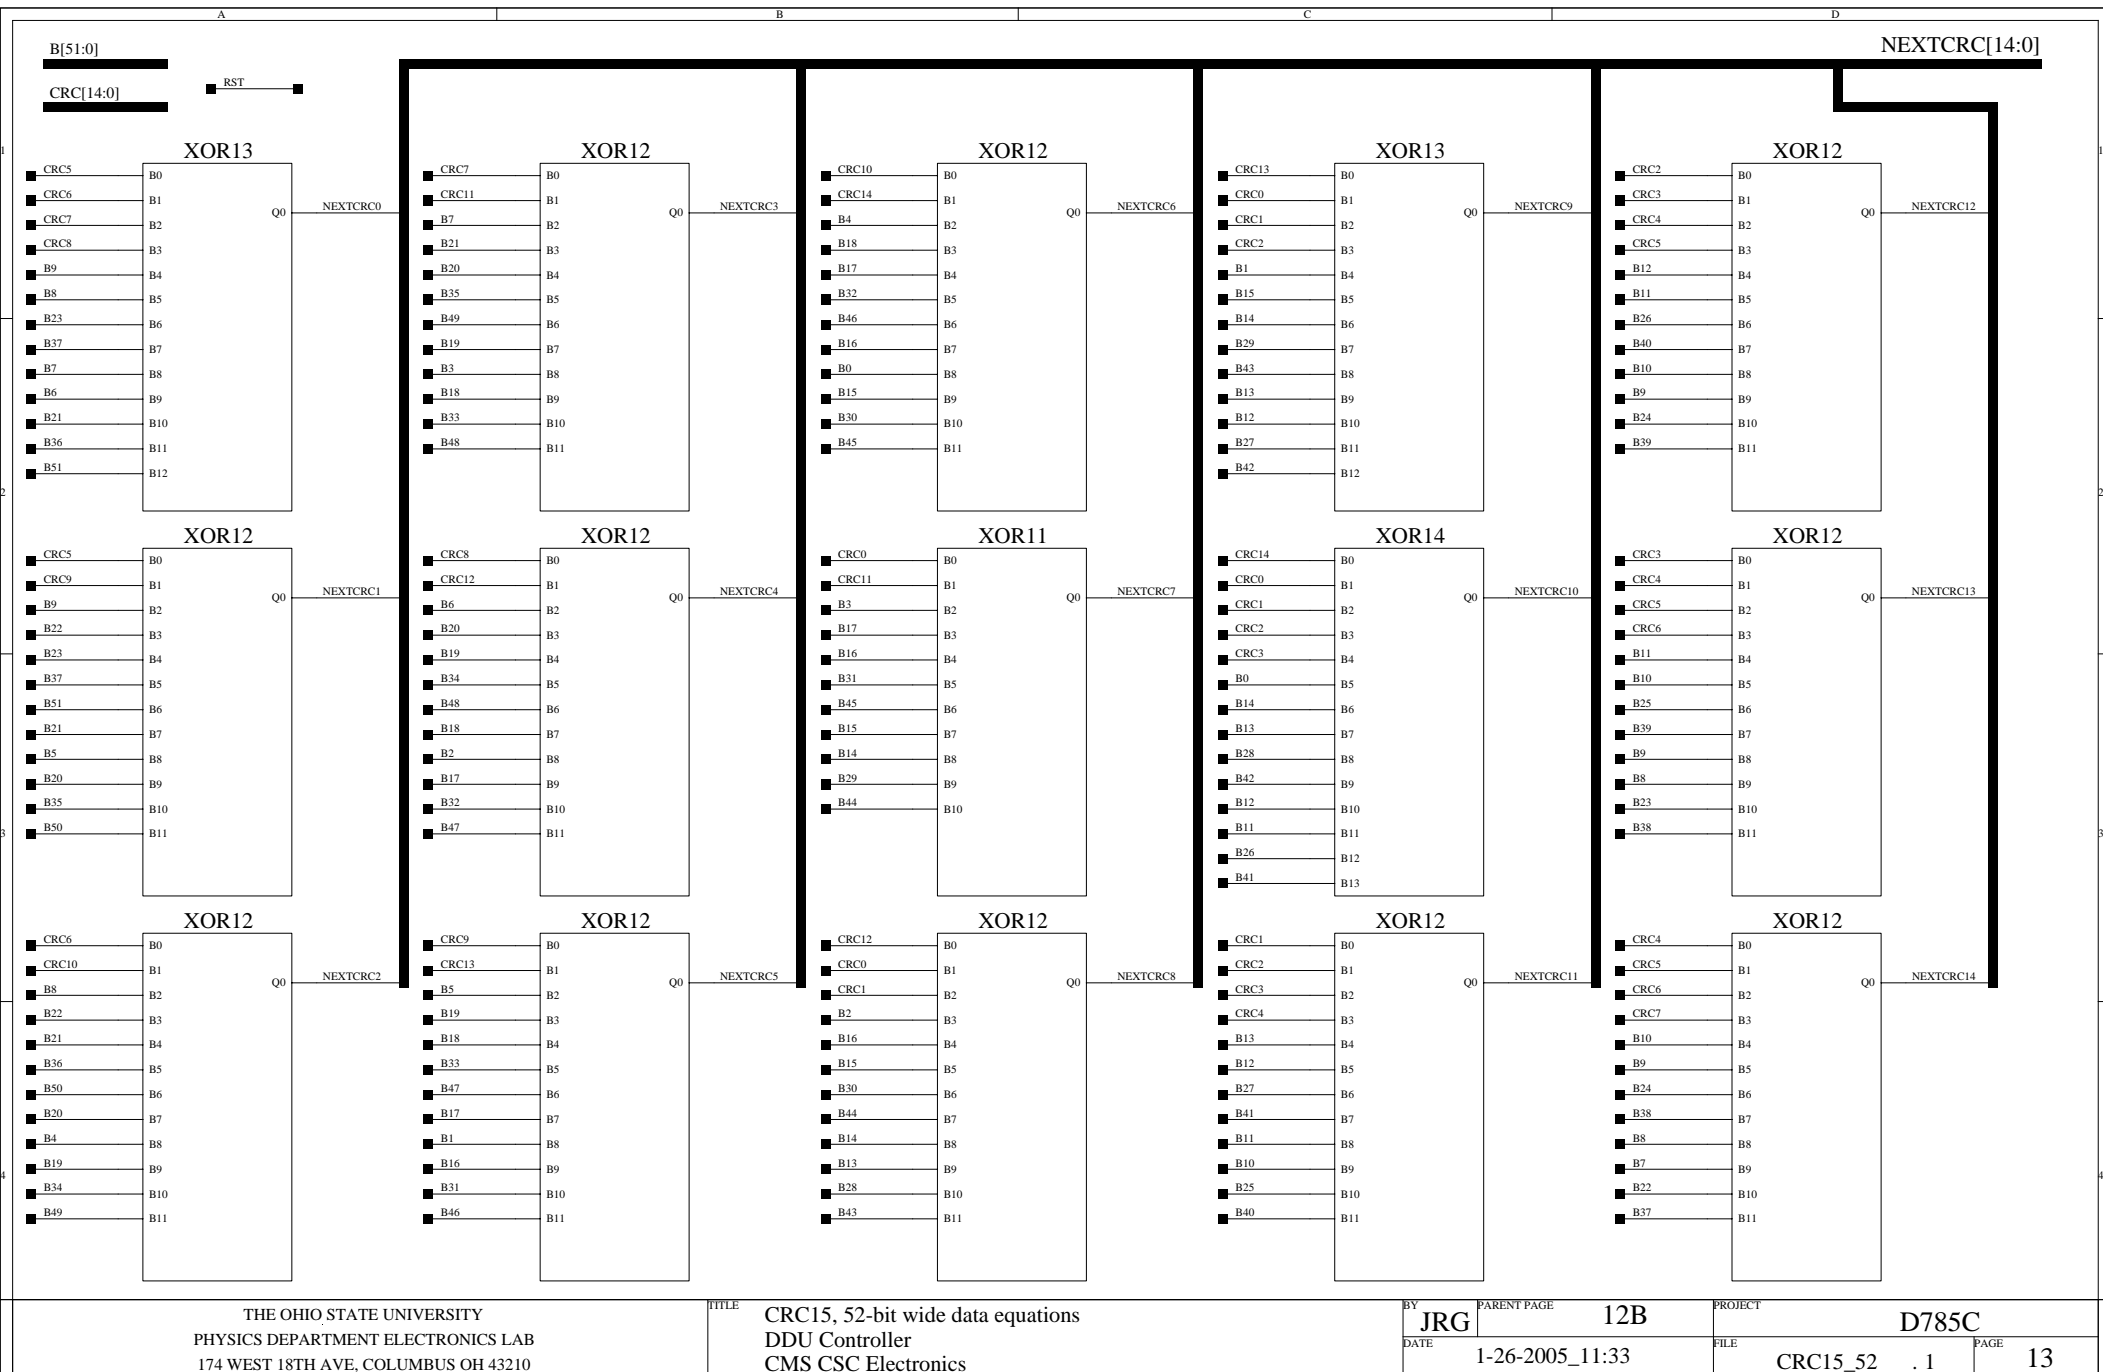 A
B
C
D
B[51:0]
NEXTCRC[14:0]
RST
CRC[14:0]
1
1
XOR13
CRC5 B0
CRC6 B1
Q0 NEXTCRC0
CRC7 B2
CRC8 B3
B9 B4
B8 B5
B23 B6
B37 B7
B7 B8
B6 B9
B21 B10
B36 B11
B51 B12
XOR12
CRC7 B0
CRC11 B1
Q0 NEXTCRC3
B7 B2
B21 B3
B20 B4
B35 B5
B49 B6
B19 B7
B3 B8
B18 B9
B33 B10
B48 B11
XOR12
CRC10 B0
CRC14 B1
Q0 NEXTCRC6
B4 B2
B18 B3
B17 B4
B32 B5
B46 B6
B16 B7
B0 B8
B15 B9
B30 B10
B45 B11
XOR13
CRC13 B0
CRC0 B1
Q0 NEXTCRC9
CRC1 B2
CRC2 B3
B1 B4
B15 B5
B14 B6
B29 B7
B43 B8
B13 B9
B12 B10
B27 B11
B42 B12
XOR12
CRC2 B0
CRC3 B1
Q0 NEXTCRC12
CRC4 B2
CRC5 B3
B12 B4
B11 B5
B26 B6
B40 B7
B10 B8
B9 B9
B24 B10
B39 B11
2
2
XOR12
CRC5 B0
CRC9 B1
Q0 NEXTCRC1
B9 B2
B22 B3
B23 B4
B37 B5
B51 B6
B21 B7
B5 B8
B20 B9
B35 B10
B50 B11
XOR12
CRC8 B0
CRC12 B1
Q0 NEXTCRC4
B6 B2
B20 B3
B19 B4
B34 B5
B48 B6
B18 B7
B2 B8
B17 B9
B32 B10
B47 B11
XOR11
CRC0 B0
CRC11 B1
Q0 NEXTCRC7
B3 B2
B17 B3
B16 B4
B31 B5
B45 B6
B15 B7
B14 B8
B29 B9
B44 B10
XOR14
CRC14 B0
CRC0 B1
Q0 NEXTCRC10
CRC1 B2
CRC2 B3
CRC3 B4
B0 B5
B14 B6
B13 B7
B28 B8
B42 B9
B12 B10
B11 B11
B26 B12
B41 B13
XOR12
CRC3 B0
CRC4 B1
Q0 NEXTCRC13
CRC5 B2
CRC6 B3
B11 B4
B10 B5
B25 B6
B39 B7
B9 B8
B8 B9
B23 B10
B38 B11
3
3
XOR12
CRC6 B0
CRC10 B1
Q0 NEXTCRC2
B8 B2
B22 B3
B21 B4
B36 B5
B50 B6
B20 B7
B4 B8
B19 B9
B34 B10
B49 B11
XOR12
CRC9 B0
CRC13 B1
Q0 NEXTCRC5
B5 B2
B19 B3
B18 B4
B33 B5
B47 B6
B17 B7
B1 B8
B16 B9
B31 B10
B46 B11
XOR12
CRC12 B0
CRC0 B1
Q0 NEXTCRC8
CRC1 B2
B2 B3
B16 B4
B15 B5
B30 B6
B44 B7
B14 B8
B13 B9
B28 B10
B43 B11
XOR12
CRC1 B0
CRC2 B1
Q0 NEXTCRC11
CRC3 B2
CRC4 B3
B13 B4
B12 B5
B27 B6
B41 B7
B11 B8
B10 B9
B25 B10
B40 B11
XOR12
CRC4 B0
CRC5 B1
Q0 NEXTCRC14
CRC6 B2
CRC7 B3
B10 B4
B9 B5
B24 B6
B38 B7
B8 B8
B7 B9
B22 B10
B37 B11
4
4
THE OHIO STATE UNIVERSITY
PHYSICS DEPARTMENT ELECTRONICS LAB
174 WEST 18TH AVE, COLUMBUS OH 43210
TITLE
CRC15, 52-bit wide data equations
DDU Controller
CMS CSC Electronics
BY JRG
PARENT PAGE 12B
PROJECT D785C
DATE 1-26-2005_11:33
FILE CRC15_52 . 1
PAGE 13